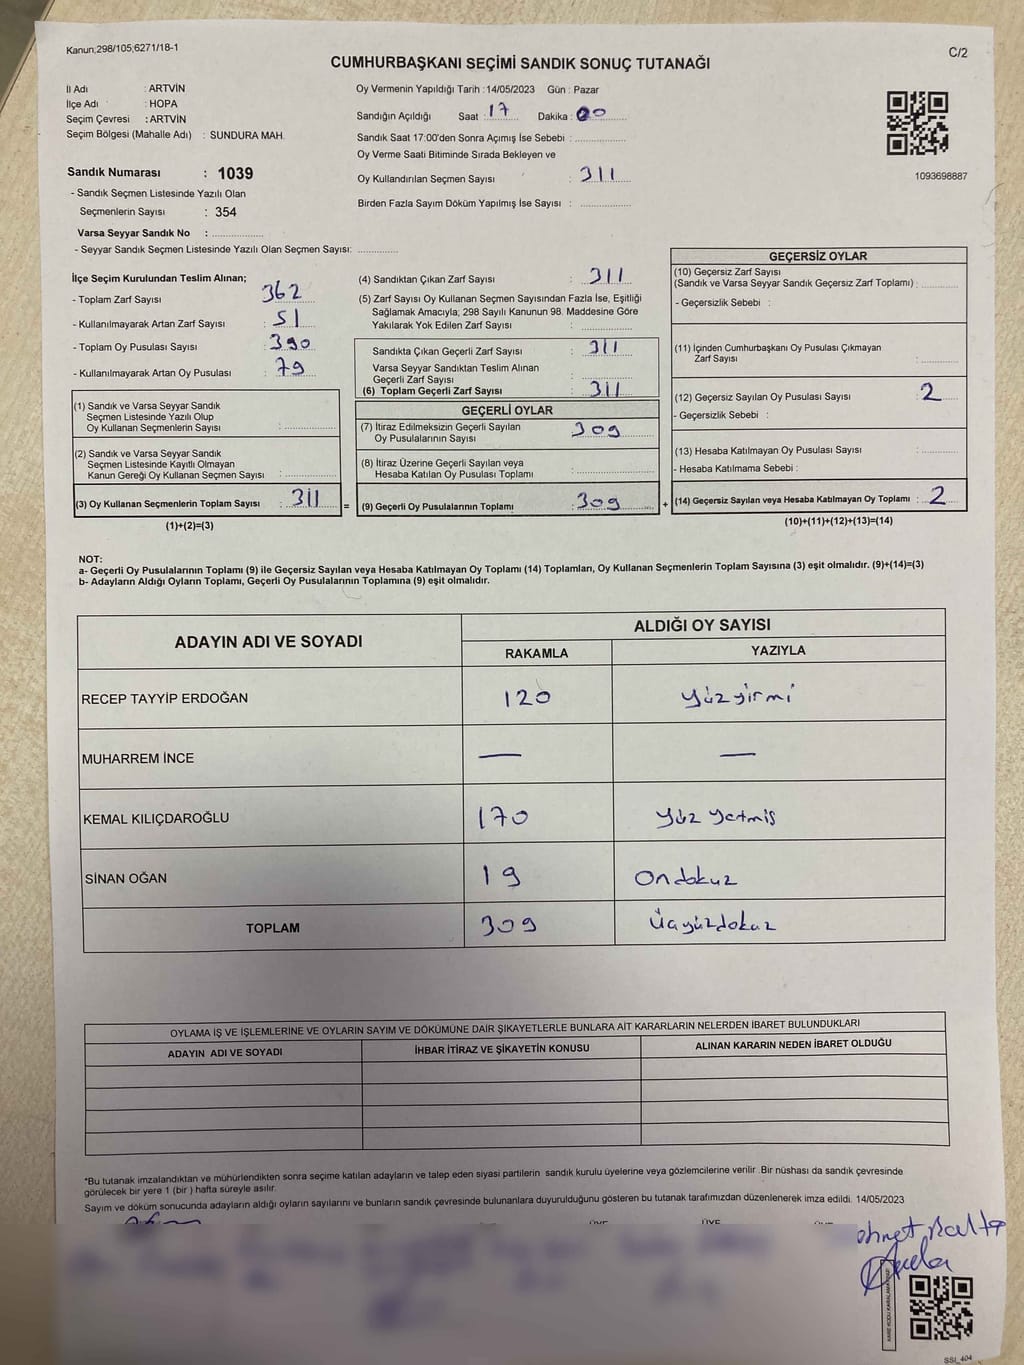 Kanun;298/105;6271/18-1
C/2
CUMHURBAŞKANI SEÇİMİ SANDIK SONUÇ TUTANAĞI
İl Adı : ARTVİN
İlçe Adı : HOPA
Seçim Çevresi : ARTVİN
Seçim Bölgesi (Mahalle Adı) : SUNDURA MAH.
Oy Vermenin Yapıldığı Tarih : 14/05/2023 Gün : Pazar
Sandığın Açıldığı Saat : 17 Dakika : 00
Sandık Saat 17:00'den Sonra Açımış İse Sebebi :
Oy Verme Saati Bitiminde Sırada Bekleyen ve
Oy Kullandırılan Seçmen Sayısı : 311
Birden Fazla Sayım Döküm Yapılmış İse Sayısı :
1093698887
Sandık Numarası : 1039
- Sandık Seçmen Listesinde Yazılı Olan
Seçmenlerin Sayısı : 354
Varsa Seyyar Sandık No :
- Seyyar Sandık Seçmen Listesinde Yazılı Olan Seçmen Sayısı:
İlçe Seçim Kurulundan Teslim Alınan;
- Toplam Zarf Sayısı : 362
- Kullanılmayarak Artan Zarf Sayısı : 51
- Toplam Oy Pusulası Sayısı : 390
- Kullanılmayarak Artan Oy Pusulası : 79
(1) Sandık ve Varsa Seyyar Sandık
Seçmen Listesinde Yazılı Olup
Oy Kullanan Seçmenlerin Sayısı :
(2) Sandık ve Varsa Seyyar Sandık
Seçmen Listesinde Kayıtlı Olmayan
Kanun Gereği Oy Kullanan Seçmen Sayısı :
(3) Oy Kullanan Seçmenlerin Toplam Sayısı : 311 =
(1)+(2)=(3)
(4) Sandıktan Çıkan Zarf Sayısı : 311
(5) Zarf Sayısı Oy Kullanan Seçmen Sayısından Fazla İse, Eşitliği
Sağlamak Amacıyla; 298 Sayılı Kanunun 98. Maddesine Göre
Yakılarak Yok Edilen Zarf Sayısı :
Sandıkta Çıkan Geçerli Zarf Sayısı : 311
Varsa Seyyar Sandıktan Teslim Alınan
Geçerli Zarf Sayısı :
(6) Toplam Geçerli Zarf Sayısı : 311
GEÇERLİ OYLAR
(7) İtiraz Edilmeksizin Geçerli Sayılan
Oy Pusulalarının Sayısı : 309
(8) İtiraz Üzerine Geçerli Sayılan veya
Hesaba Katılan Oy Pusulası Toplamı :
(9) Geçerli Oy Pusulalarının Toplamı : 309 +
GEÇERSİZ OYLAR
(10) Geçersiz Zarf Sayısı
(Sandık ve Varsa Seyyar Sandık Geçersiz Zarf Toplamı) :
- Geçersizlik Sebebi :
(11) İçinden Cumhurbaşkanı Oy Pusulası Çıkmayan
Zarf Sayısı :
(12) Geçersiz Sayılan Oy Pusulası Sayısı : 2
- Geçersizlik Sebebi :
(13) Hesaba Katılmayan Oy Pusulası Sayısı :
- Hesaba Katılmama Sebebi :
(14) Geçersiz Sayılan veya Hesaba Katılmayan Oy Toplamı : 2
(10)+(11)+(12)+(13)=(14)
NOT:
a- Geçerli Oy Pusulalarının Toplamı (9) ile Geçersiz Sayılan veya Hesaba Katılmayan Oy Toplamı (14) Toplamları, Oy Kullanan Seçmenlerin Toplam Sayısına (3) eşit olmalıdır. (9)+(14)=(3)
b- Adayların Aldığı Oyların Toplamı, Geçerli Oy Pusulalarının Toplamına (9) eşit olmalıdır.
ADAYIN ADI VE SOYADI
ALDIĞI OY SAYISI
RAKAMLA YAZIYLA
RECEP TAYYİP ERDOĞAN 120 Yüzyirmi
MUHARREM İNCE — —
KEMAL KILIÇDAROĞLU 170 Yüz Yetmiş
SİNAN OĞAN 19 Ondokuz
TOPLAM 309 Üçyüzdokuz
OYLAMA İŞ VE İŞLEMLERİNE VE OYLARIN SAYIM VE DÖKÜMÜNE DAİR ŞİKAYETLERLE BUNLARA AİT KARARLARIN NELERDEN İBARET BULUNDUKLARI
ADAYIN ADI VE SOYADI İHBAR İTİRAZ VE ŞİKAYETİN KONUSU ALINAN KARARIN NEDEN İBARET OLDUĞU
*Bu tutanak imzalandıktan ve mühürlendikten sonra seçime katılan adayların ve talep eden siyasi partilerin sandık kurulu üyelerine veya gözlemcilerine verilir. Bir nüshası da sandık çevresinde
görülecek bir yere 1 (bir) hafta süreyle asılır.
Sayım ve döküm sonucunda adayların aldığı oyların sayılarını ve bunların sandık çevresinde bulunanlara duyurulduğunu gösteren bu tutanak tarafımızdan düzenlenerek imza edildi. 14/05/2023
SSI_404